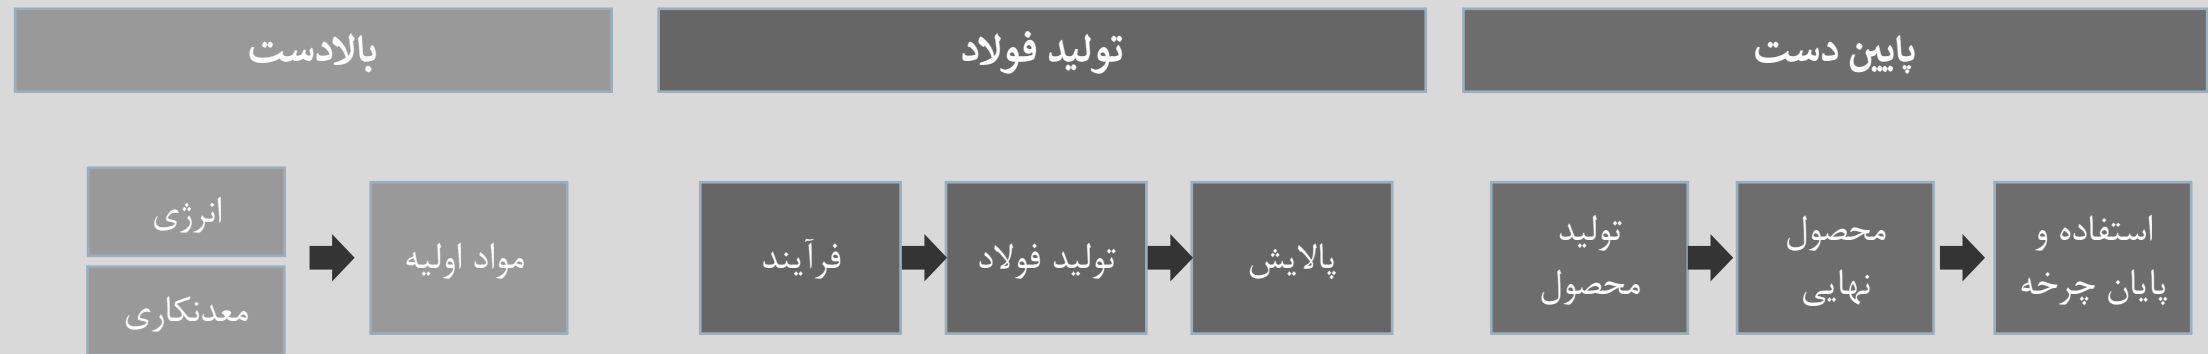 بالادست
تولید فولاد
پایین دست
انرژی
معدنکاری
مواد اولیه
فرآیند
تولید فولاد
پالایش
تولید
محصول
محصول
نهایی
استفاده و
پایان چرخه